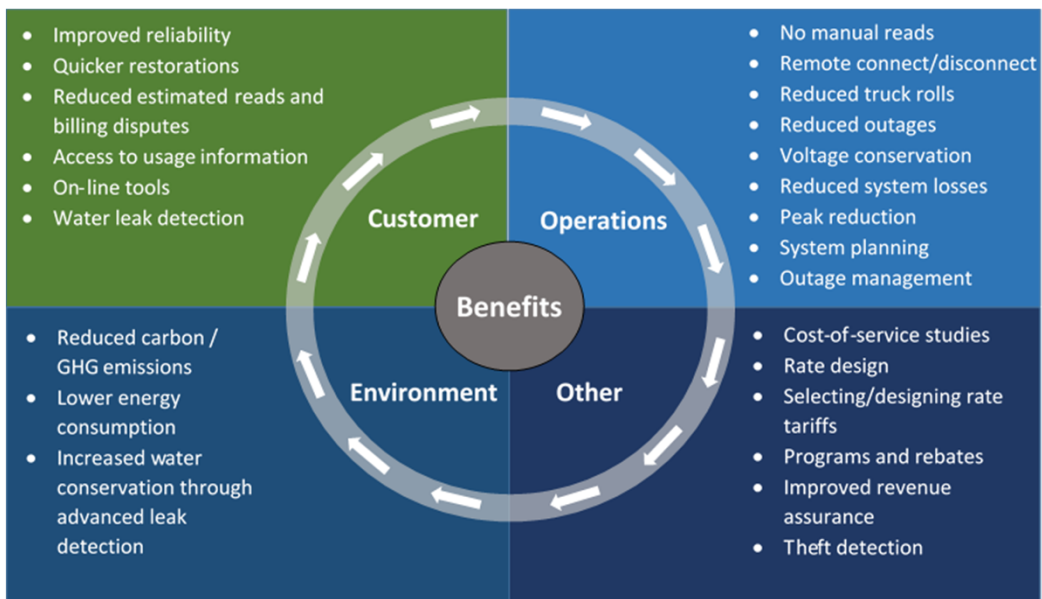 • Improved reliability
• Quicker restorations
• Reduced estimated reads and
billing disputes
• Access to usage information
• On-line tools
• Water leak detection
Customer
• No manual reads
• Remote connect/disconnect
• Reduced truck rolls
• Reduced outages
• Voltage conservation
• Reduced system losses
• Peak reduction
• System planning
• Outage management
Operations
Benefits
• Reduced carbon /
GHG emissions
• Lower energy
consumption
• Increased water
conservation through
advanced leak
detection
Environment
Other
• Cost-of-service studies
• Rate design
• Selecting/designing rate
tariffs
• Programs and rebates
• Improved revenue
assurance
• Theft detection